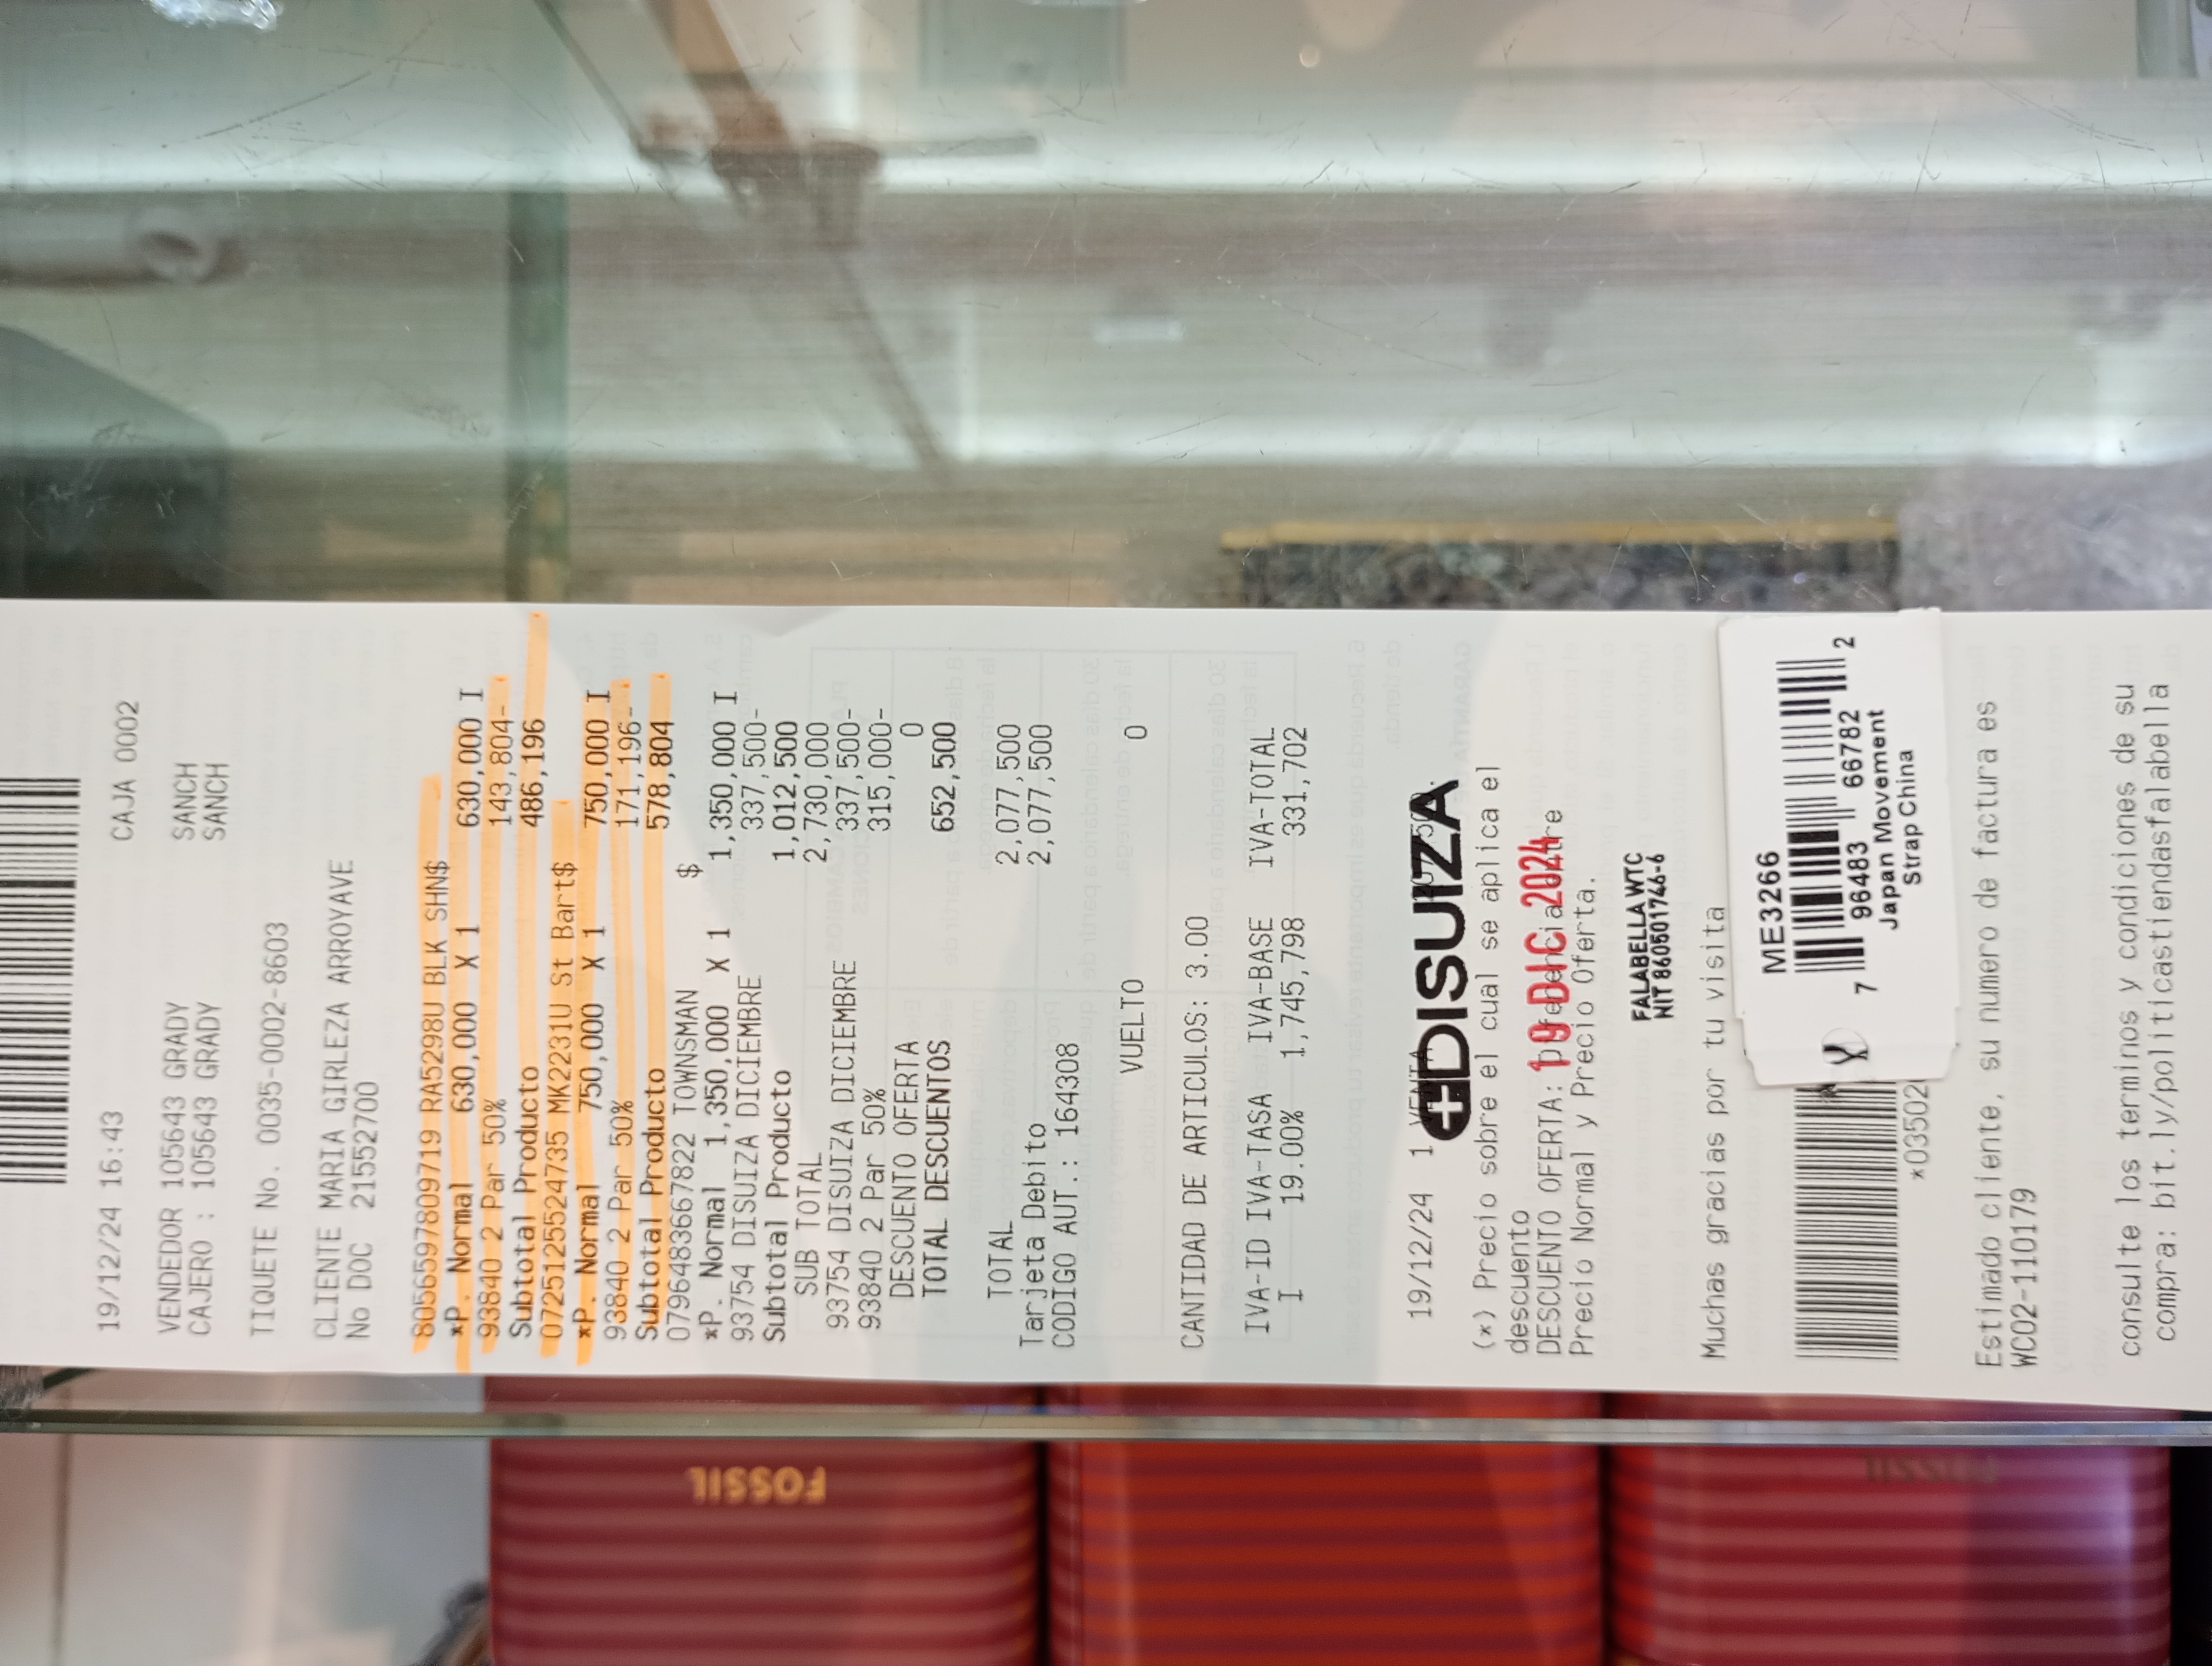 19/12/24 16:43 CAJA 0002
VENDEDOR 105643 GRADY SANCH
CAJERO : 105643 GRADY SANCH
TIQUETE No. 0035-0002-8603
CLIENTE MARIA GIRLEZA ARROYAVE
No DOC 21552700
8056597809719 RA5298U BLK SHN$
*P. Normal 630,000 X 1 630,000 I
93840 2 Par 50% 143,804-
Subtotal Producto 486,196
0725125524735 MK2231U St Bart$
*P. Normal 750,000 X 1 750,000 I
93840 2 Par 50% 171,196-
Subtotal Producto 578,804
0796483667822 TOWNSMAN $
*P. Normal 1,350,000 X 1 1,350,000 I
93754 DISUIZA DICIEMBRE 337,500-
Subtotal Producto 1,012,500
SUB TOTAL 2,730,000
93754 DISUIZA DICIEMBRE 337,500-
93840 2 Par 50% 315,000-
DESCUENTO OFERTA 0
TOTAL DESCUENTOS 652,500
TOTAL 2,077,500
Tarjeta Debito 2,077,500
CODIGO AUT.: 164308
VUELTO 0
CANTIDAD DE ARTICULOS: 3.00
IVA-ID IVA-TASA IVA-BASE IVA-TOTAL
I 19.00% 1,745,798 331,702
19/12/24 1 VENTA
DISUIZA
(*) Precio sobre el cual se aplica el
descuento
DESCUENTO OFERTA: Diferencia entre
19 DIC 2024
Precio Normal y Precio Oferta.
FALABELLA WTC
NIT 860501746-6
Muchas gracias por tu visita
ME3266
7 96483 66782 2
Japan Movement
Strap China
*03502
Estimado cliente, su numero de factura es
WC02-110179
consulte los terminos y condiciones de su
compra: bit.ly/politicastiendasfalabella
FOSSIL
FOSSIL